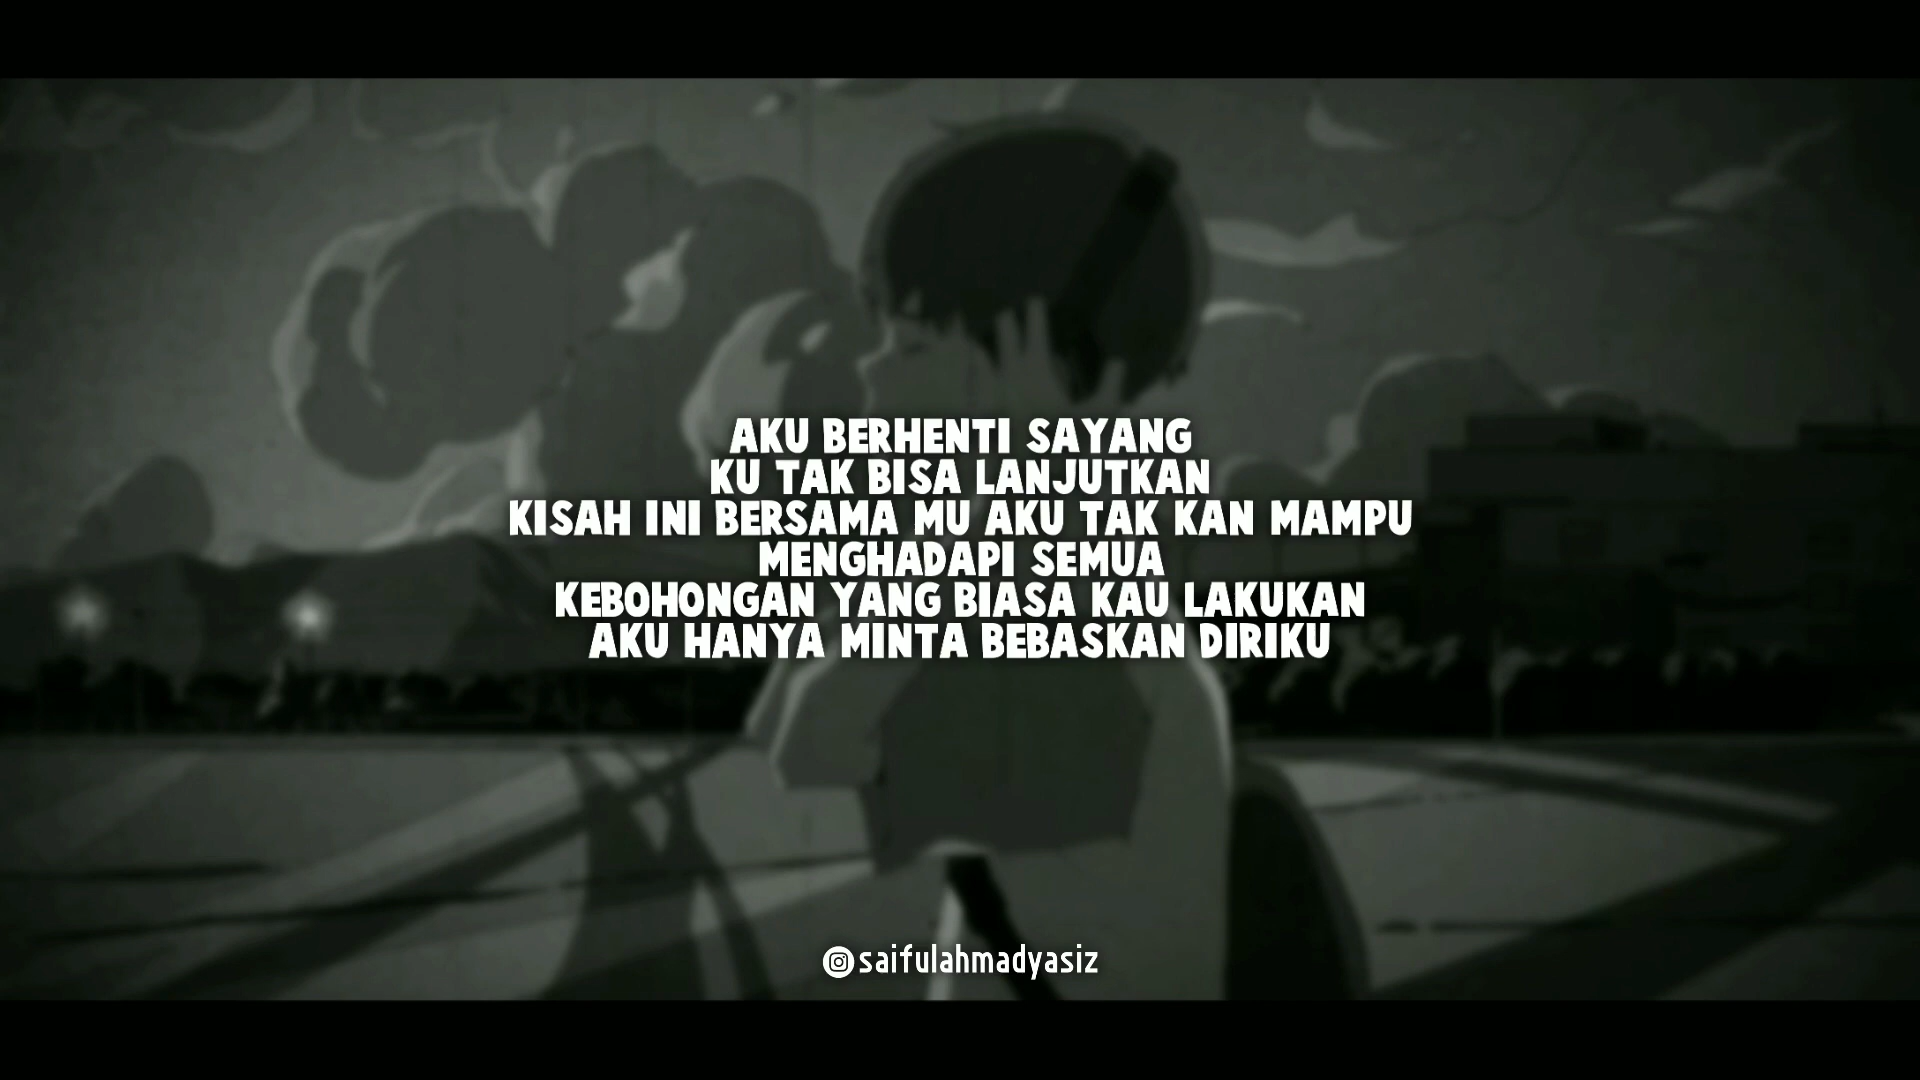 AKU BERHENTI SAYANG
KU TAK BISA LANJUTKAN
KISAH INI BERSAMA MU AKU TAK KAN MAMPU
MENGHADAPI SEMUA
KEBOHONGAN YANG BIASA KAU LAKUKAN
AKU HANYA MINTA BEBASKAN DIRIKU
saifulahmadyasiz